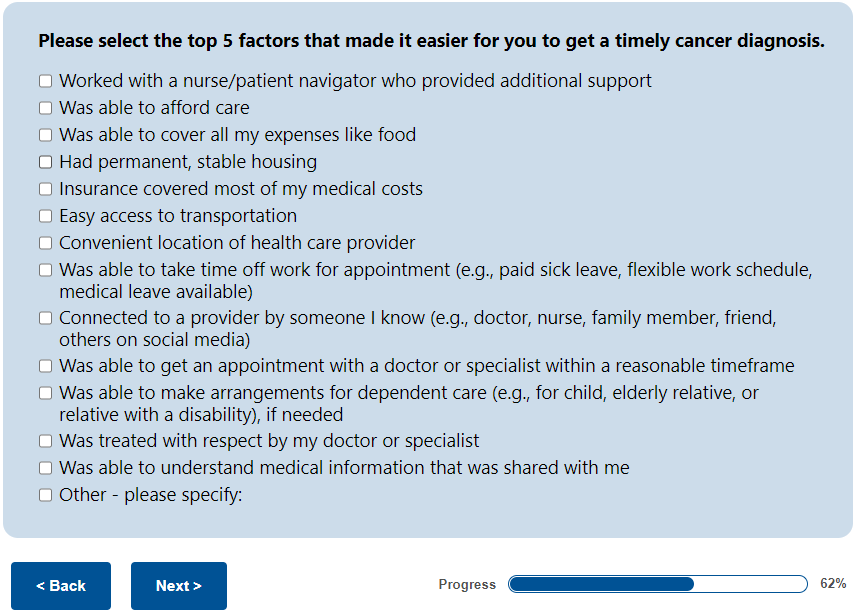 Please select the top 5 factors that made it easier for you to get a timely cancer diagnosis.
Worked with a nurse/patient navigator who provided additional support
Was able to afford care
Was able to cover all my expenses like food
Had permanent, stable housing
Insurance covered most of my medical costs
Easy access to transportation
Convenient location of health care provider
Was able to take time off work for appointment (e.g., paid sick leave, flexible work schedule,
medical leave available)
Connected to a provider by someone I know (e.g., doctor, nurse, family member, friend,
others on social media)
Was able to get an appointment with a doctor or specialist within a reasonable timeframe
Was able to make arrangements for dependent care (e.g., for child, elderly relative, or
relative with a disability), if needed
Was treated with respect by my doctor or specialist
Was able to understand medical information that was shared with me
Other - please specify:
< Back
Next >
Progress
62%